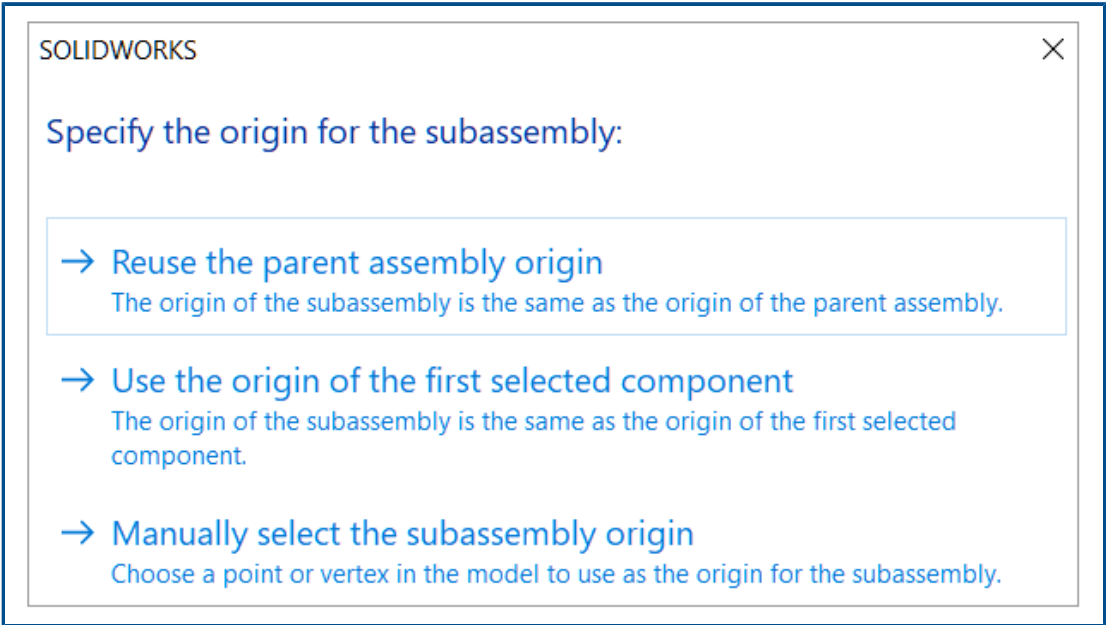 SOLIDWORKS
Specify the origin for the subassembly:
Reuse the parent assembly origin
The origin of the subassembly is the same as the origin of the parent assembly.
Use the origin of the first selected component
The origin of the subassembly is the same as the origin of the first selected
component.
Manually select the subassembly origin
Choose a point or vertex in the model to use as the origin for the subassembly.